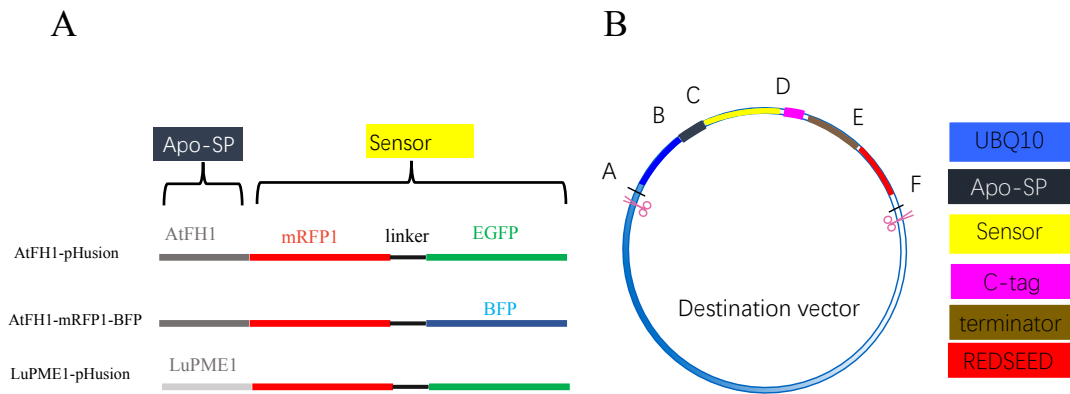 A
Apo-SP
Sensor
AtFH1
mRFP1
linker
EGFP
AtFH1-pHusion
BFP
AtFH1-mRFP1-BFP
LuPME1
LuPME1-pHusion
B
A
B
C
D
E
F
Destination vector
UBQ10
Apo-SP
Sensor
C-tag
terminator
REDSEED